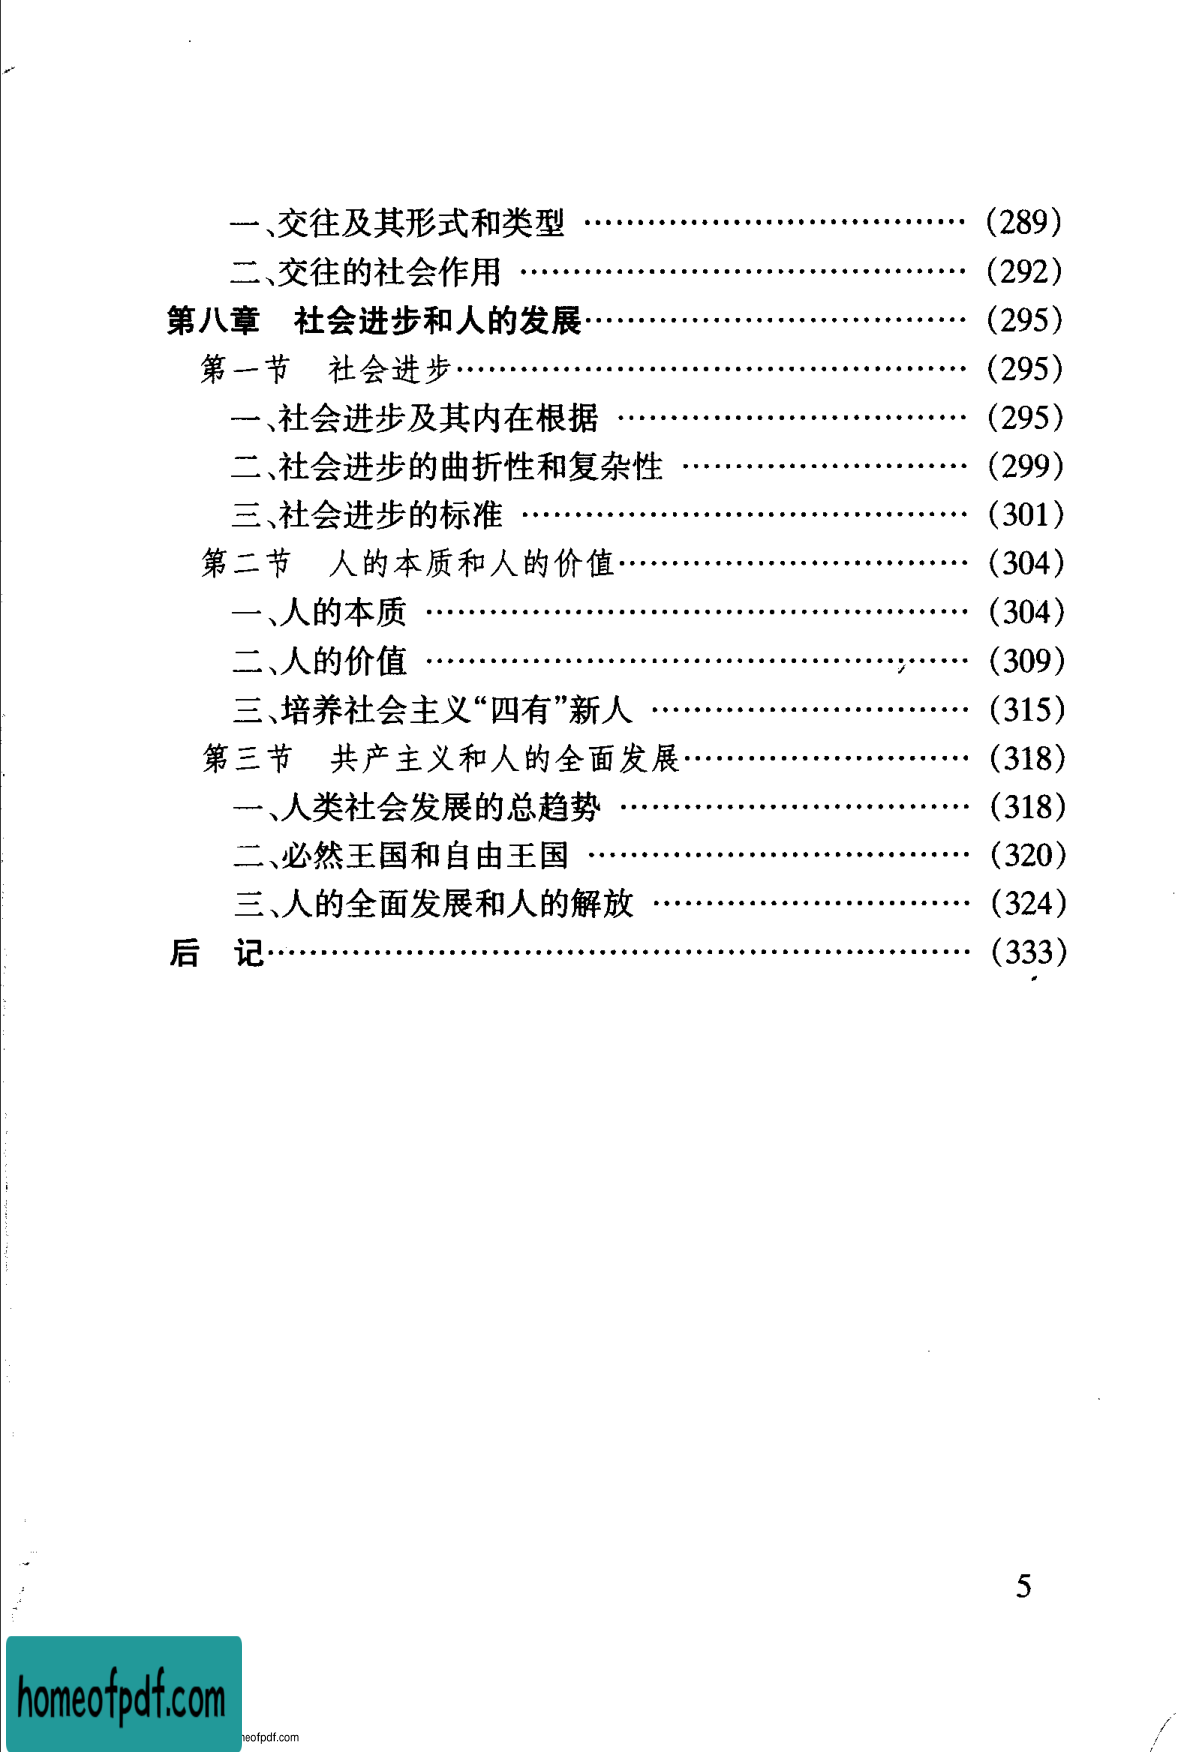 一、交往及其形式和类型 ………………………………… (289)
二、交往的社会作用 ……………………………………… (292)
第八章　社会进步和人的发展………………………………… (295)
第一节　社会进步…………………………………………… (295)
一、社会进步及其内在根据 ……………………………… (295)
二、社会进步的曲折性和复杂性 ………………………… (299)
三、社会进步的标准 ……………………………………… (301)
第二节　人的本质和人的价值……………………………… (304)
一、人的本质 ……………………………………………… (304)
二、人的价值 ……………………………………………… (309)
三、培养社会主义“四有”新人 ………………………… (315)
第三节　共产主义和人的全面发展……………………… (318)
一、人类社会发展的总趋势 ……………………………… (318)
二、必然王国和自由王国 ………………………………… (320)
三、人的全面发展和人的解放 …………………………… (324)
后　记……………………………………………………………… (333)
5
homeofpdf.com
neofpdf.com